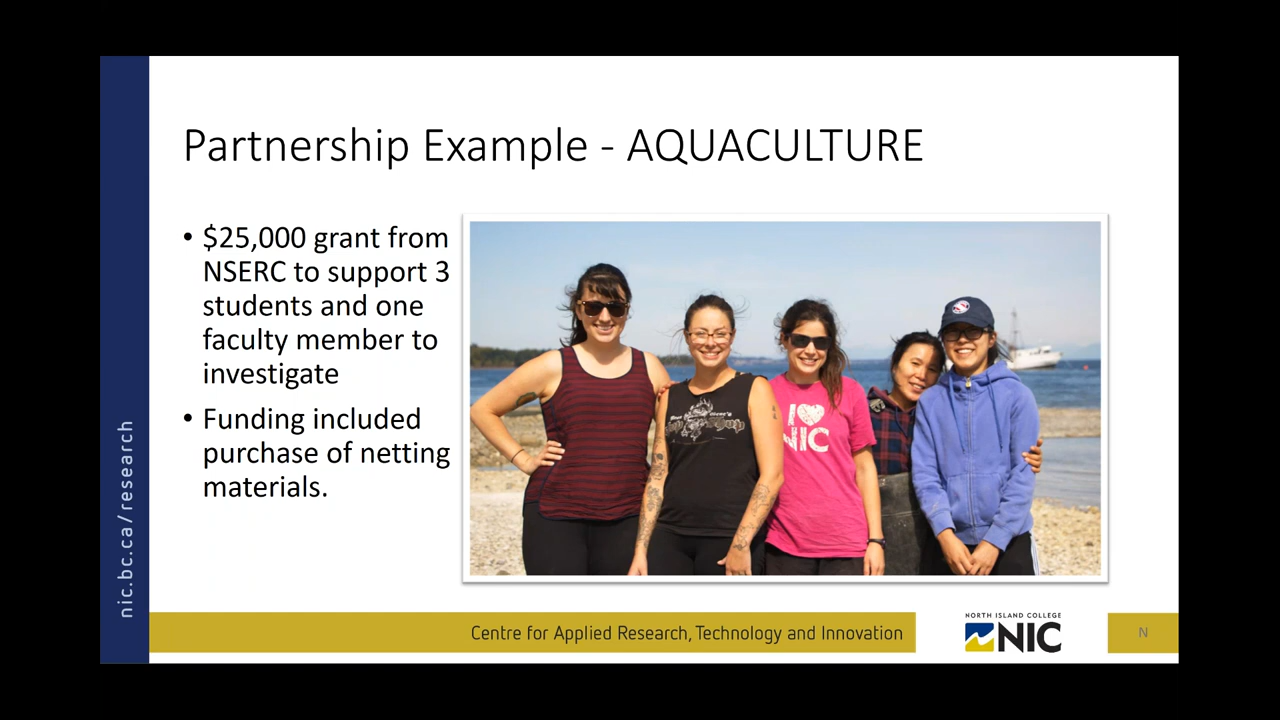 Partnership Example - AQUACULTURE
• $25,000 grant from
NSERC to support 3
students and one
faculty member to
investigate
• Funding included
purchase of netting
materials.
I
NIC
nic.bc.ca/research
Centre for Applied Research, Technology and Innovation
NORTH ISLAND COLLEGE
NIC
N